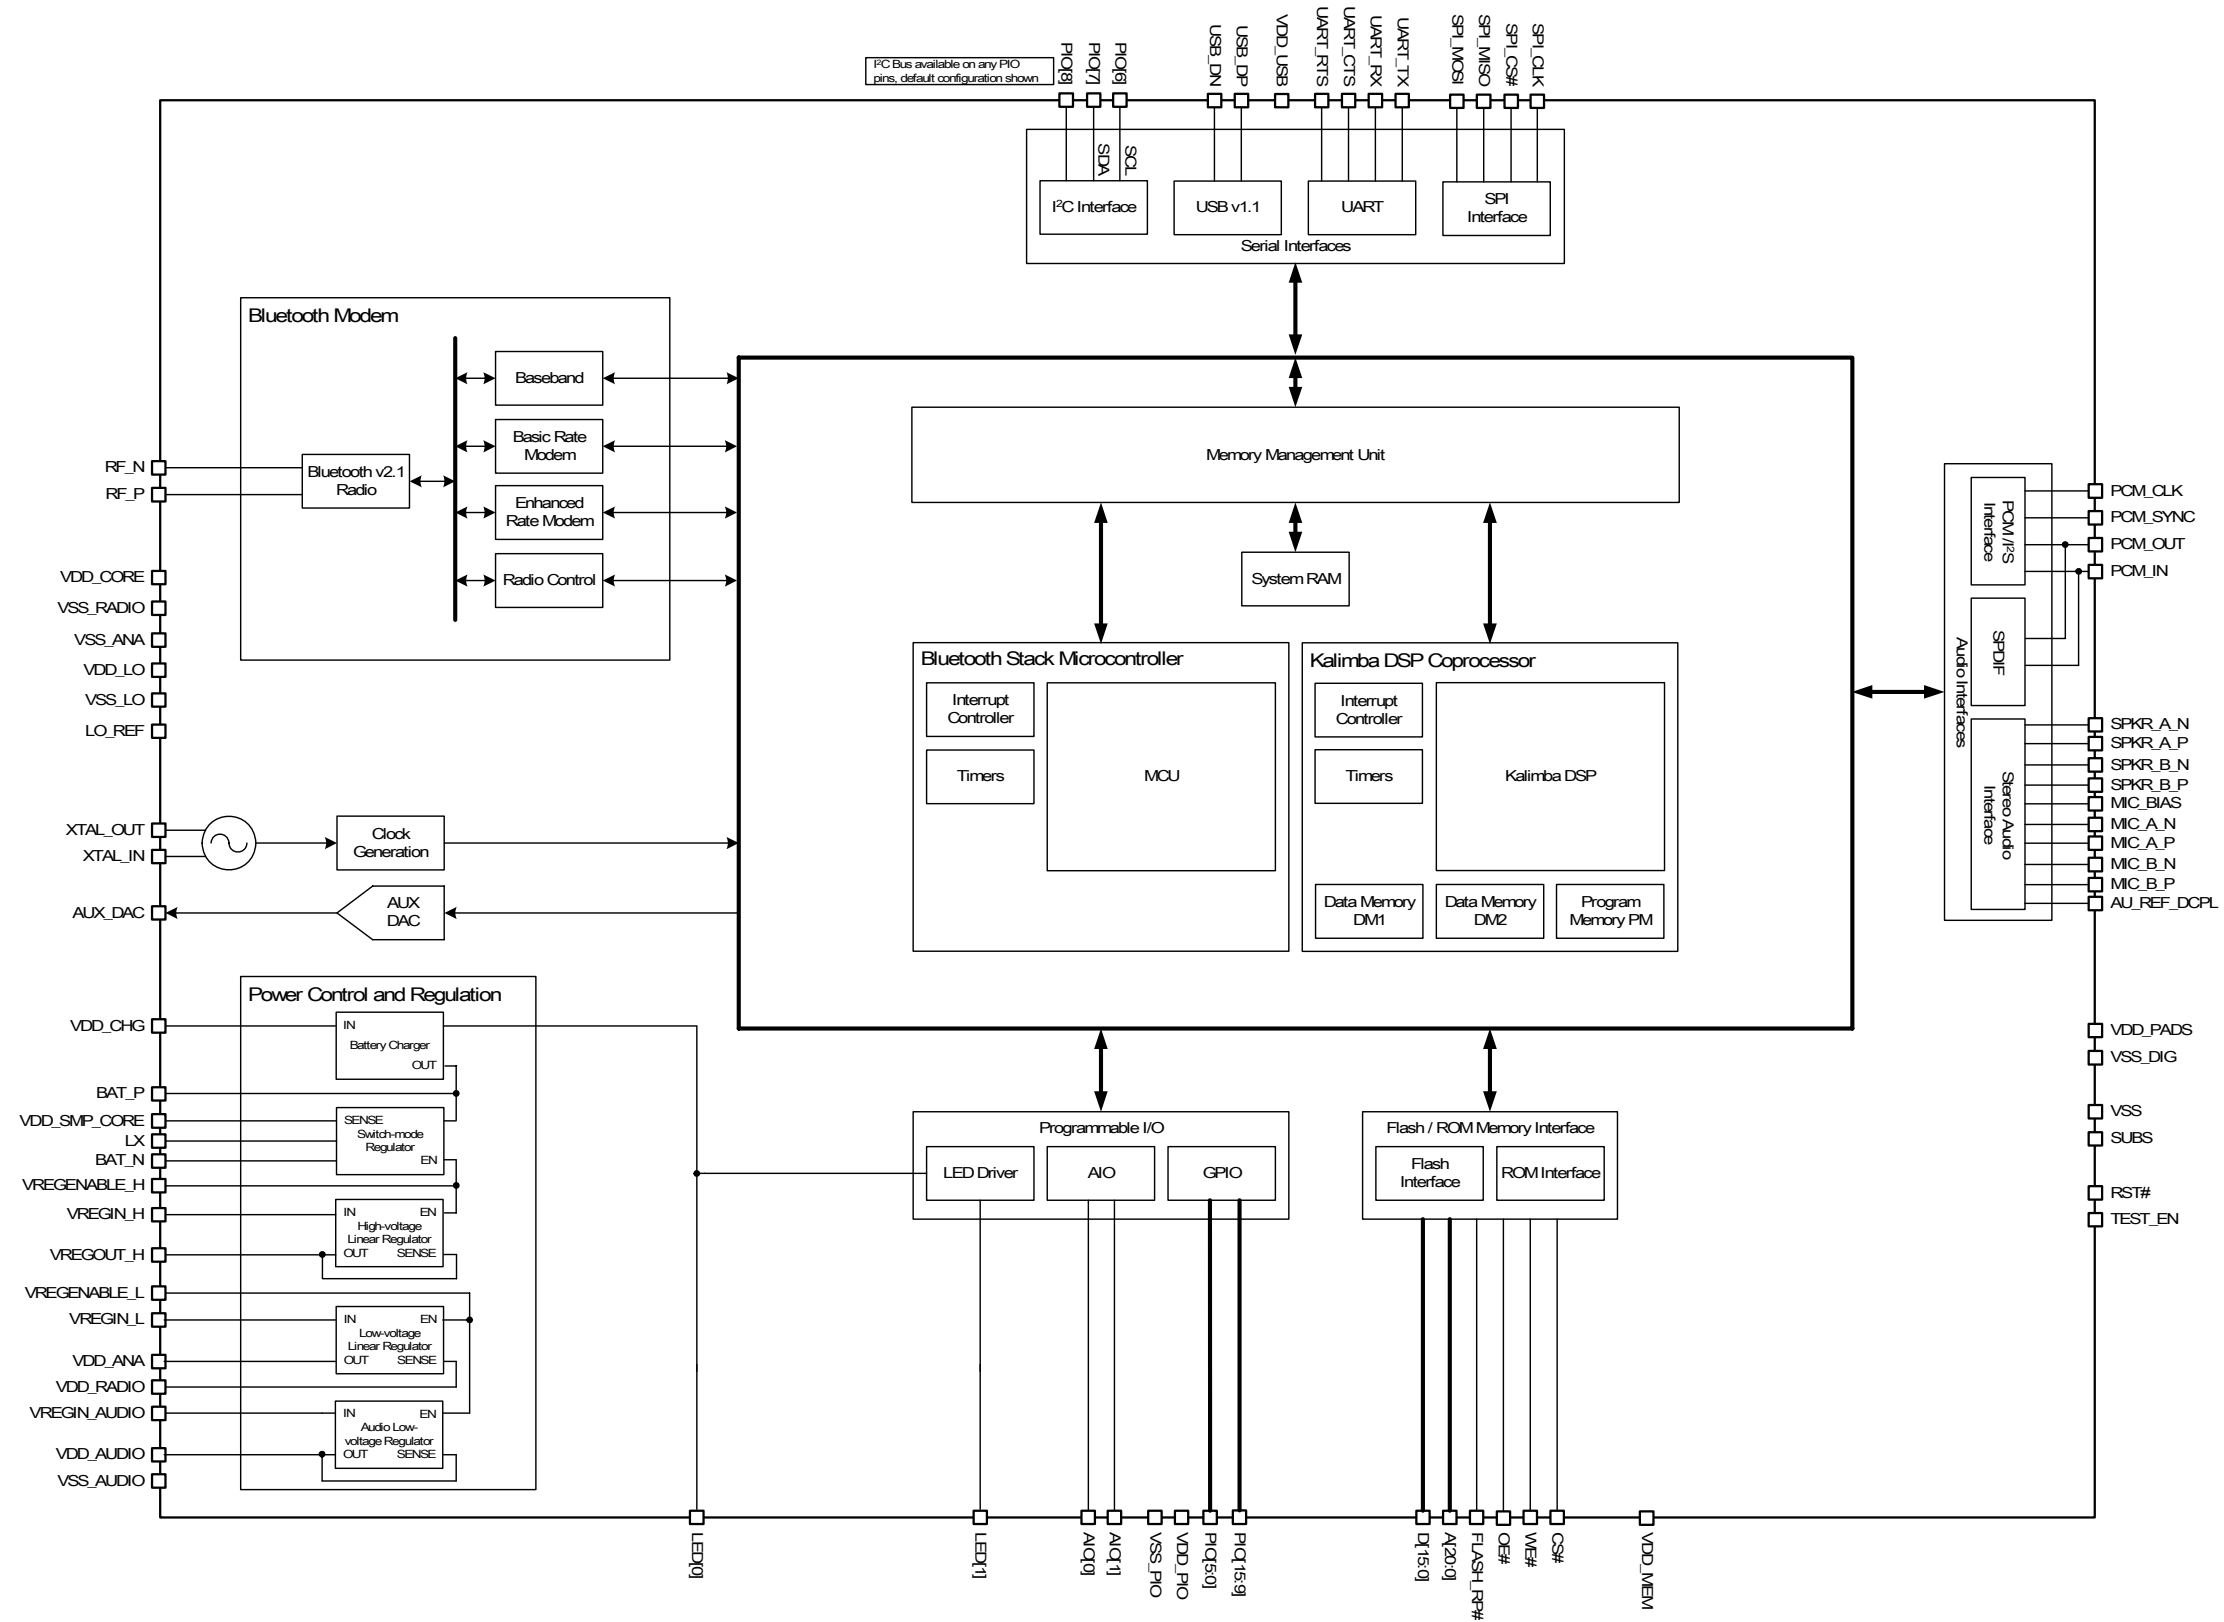 I²C Bus available on any PIO
pins, default configuration shown
PIO[8]
PIO[7]
PIO[6]
USB_DN
USB_DP
VDD_USB
UART_RTS
UART_CTS
UART_RX
UART_TX
SPI_MOSI
SPI_MISO
SPI_CS#
SPI_CLK
SDA
SCL
I²C Interface
USB v1.1
UART
SPI
Interface
Serial Interfaces
Bluetooth Modem
Baseband
Basic Rate
Modem
Bluetooth v2.1
Radio
Enhanced
Rate Modem
Radio Control
RF_N
RF_P
VDD_CORE
VSS_RADIO
VSS_ANA
VDD_LO
VSS_LO
LO_REF
XTAL_OUT
XTAL_IN
Clock
Generation
AUX_DAC
AUX
DAC
Memory Management Unit
System RAM
Bluetooth Stack Microcontroller
Interrupt
Controller
Timers
MCU
Kalimba DSP Coprocessor
Interrupt
Controller
Timers
Kalimba DSP
Data Memory
DM1
Data Memory
DM2
Program
Memory PM
PCM / I²S
Interface
SPDIF
Stereo Audio
Interface
Audio Interfaces
PCM_CLK
PCM_SYNC
PCM_OUT
PCM_IN
SPKR_A_N
SPKR_A_P
SPKR_B_N
SPKR_B_P
MIC_BIAS
MIC_A_N
MIC_A_P
MIC_B_N
MIC_B_P
AU_REF_DCPL
VDD_PADS
VSS_DIG
VSS
SUBS
RST#
TEST_EN
Power Control and Regulation
VDD_CHG
IN
Battery Charger
OUT
BAT_P
VDD_SMP_CORE
LX
BAT_N
SENSE
Switch-mode
Regulator
EN
VREGENABLE_H
VREGIN_H
VREGOUT_H
IN EN
High-voltage
Linear Regulator
OUT SENSE
VREGENABLE_L
VREGIN_L
VDD_ANA
VDD_RADIO
IN EN
Low-voltage
Linear Regulator
OUT SENSE
VREGIN_AUDIO
VDD_AUDIO
VSS_AUDIO
IN EN
Audio Low-
voltage Regulator
OUT SENSE
Programmable I/O
LED Driver
AIO
GPIO
Flash / ROM Memory Interface
Flash
Interface
ROM Interface
LED[0]
LED[1]
AIO[0]
AIO[1]
VSS_PIO
VDD_PIO
PIO[5:0]
PIO[15:9]
D[15:0]
A[20:0]
FLASH_RP#
OE#
WE#
CS#
VDD_MEM